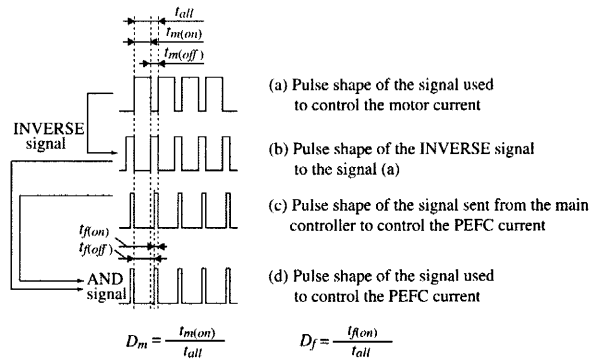 t_all
t_m(on)
t_m(off)
(a) Pulse shape of the signal used
to control the motor current
INVERSE
signal
(b) Pulse shape of the INVERSE signal
to the signal (a)
(c) Pulse shape of the signal sent from the main
controller to control the PEFC current
t_f(on)
t_f(off)
AND
signal
(d) Pulse shape of the signal used
to control the PEFC current
D_m = t_m(on) / t_all
D_f = t_f(on) / t_all